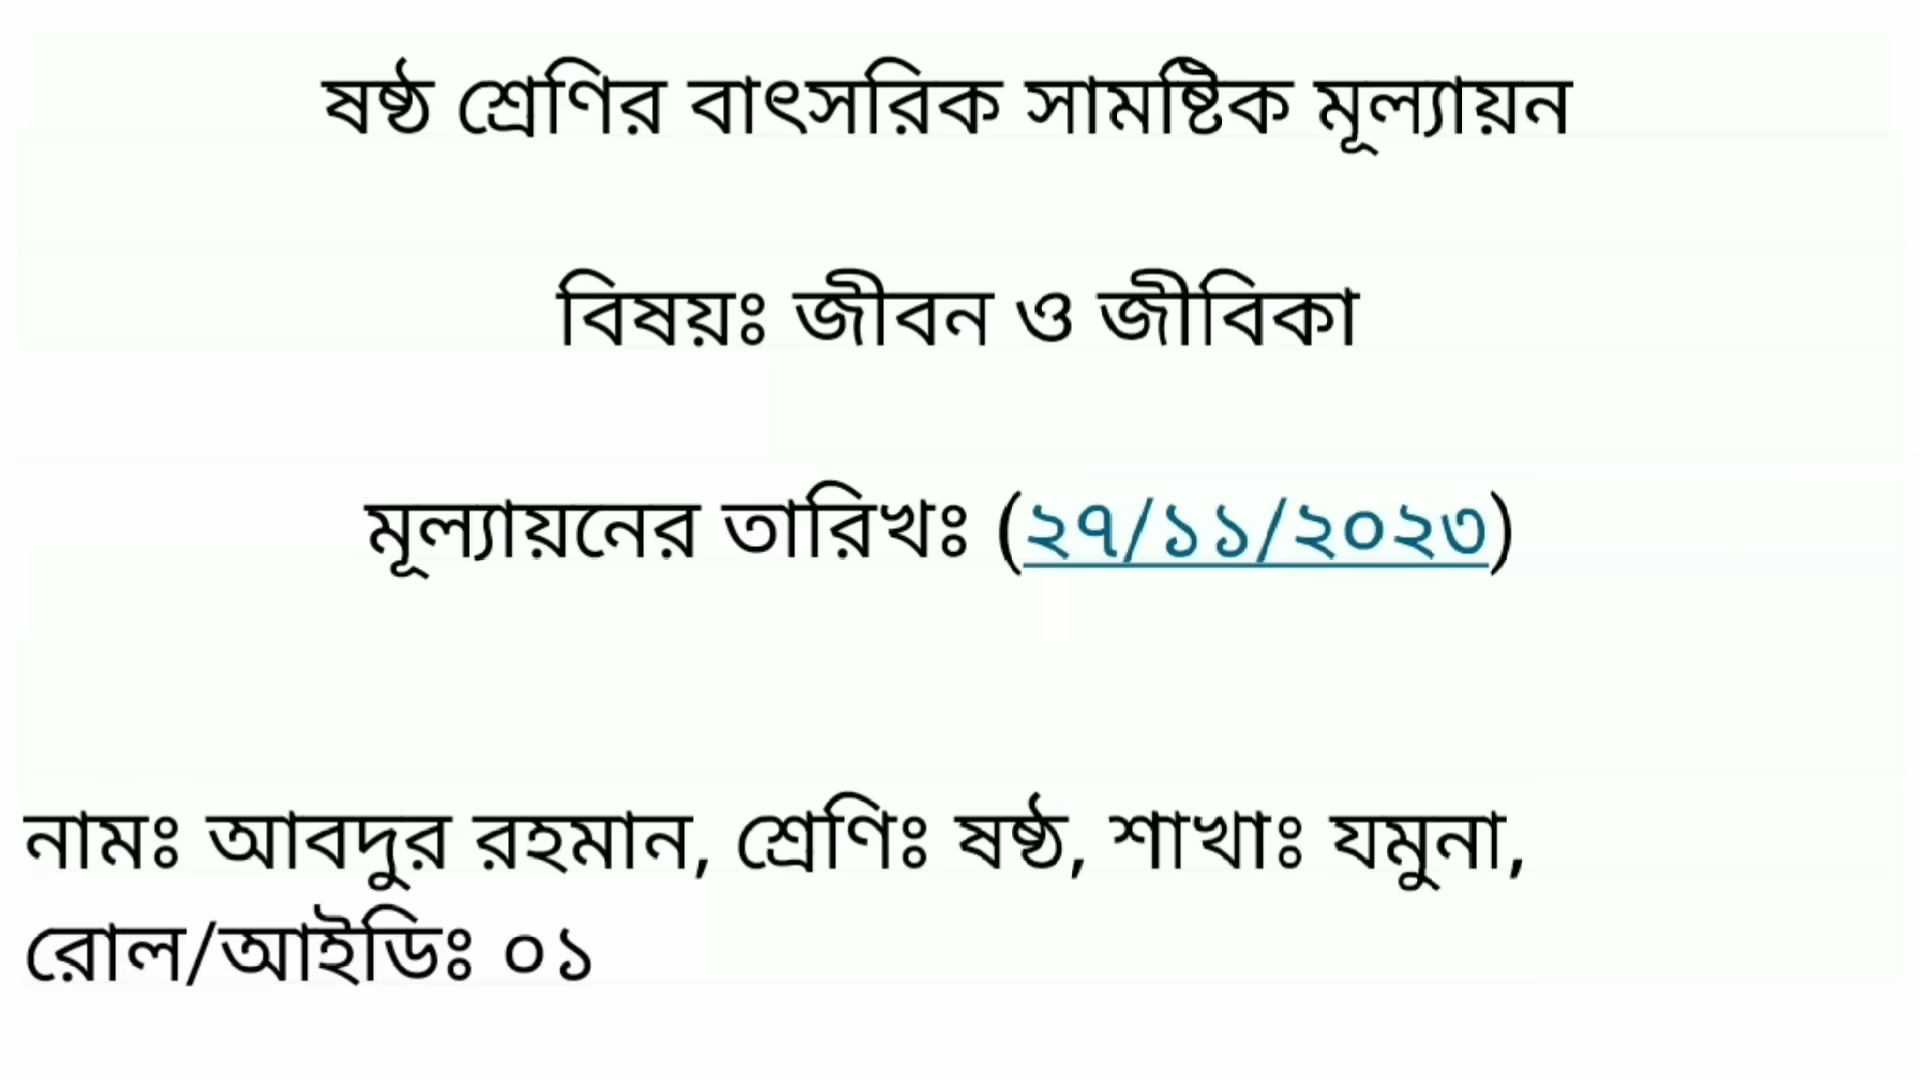 ষষ্ঠ শ্রেণির বাৎসরিক সামষ্টিক মূল্যায়ন
বিষয়ঃ জীবন ও জীবিকা
মূল্যায়নের তারিখঃ (২৭/১১/২০২৩)
নামঃ আবদুর রহমান, শ্রেণিঃ ষষ্ঠ, শাখাঃ যমুনা,
রোল/আইডিঃ ০১